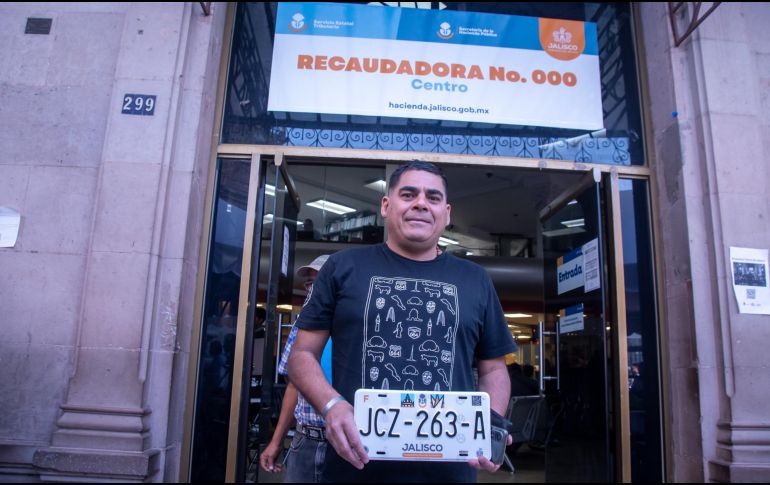 Servicio Estatal
Tributario
Secretaría de
la Hacienda Pública
JALISCO
RECAUDADORA No. 000
Centro
hacienda.jalisco.gob.mx
299
Entrada
JCZ-263-A
JALISCO